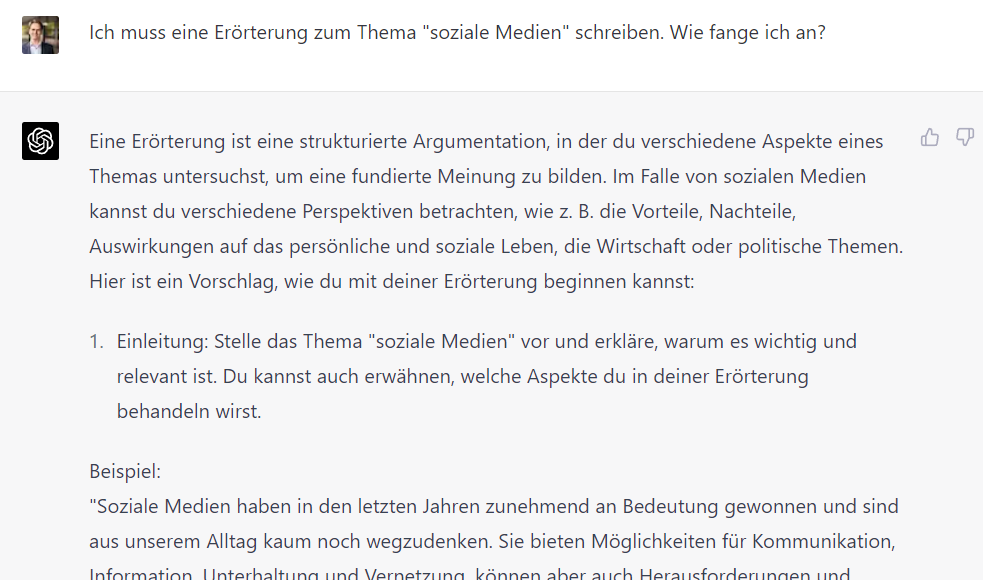 Ich muss eine Erörterung zum Thema "soziale Medien" schreiben. Wie fange ich an?
Eine Erörterung ist eine strukturierte Argumentation, in der du verschiedene Aspekte eines
Themas untersuchst, um eine fundierte Meinung zu bilden. Im Falle von sozialen Medien
kannst du verschiedene Perspektiven betrachten, wie z. B. die Vorteile, Nachteile,
Auswirkungen auf das persönliche und soziale Leben, die Wirtschaft oder politische Themen.
Hier ist ein Vorschlag, wie du mit deiner Erörterung beginnen kannst:
1. Einleitung: Stelle das Thema "soziale Medien" vor und erkläre, warum es wichtig und
relevant ist. Du kannst auch erwähnen, welche Aspekte du in deiner Erörterung
behandeln wirst.
Beispiel:
"Soziale Medien haben in den letzten Jahren zunehmend an Bedeutung gewonnen und sind
aus unserem Alltag kaum noch wegzudenken. Sie bieten Möglichkeiten für Kommunikation,
Information, Unterhaltung und Vernetzung, können aber auch Herausforderungen und